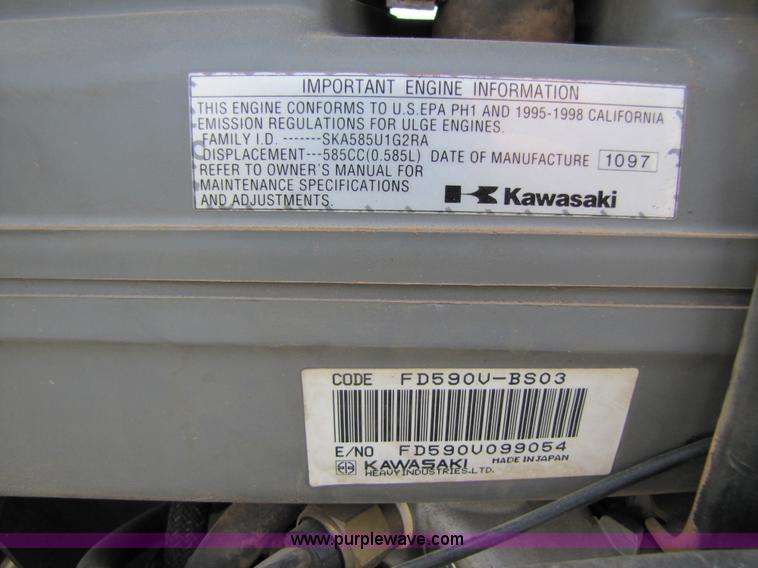 IMPORTANT ENGINE INFORMATION
THIS ENGINE CONFORMS TO U.S.EPA PH1 AND 1995-1998 CALIFORNIA
EMISSION REGULATIONS FOR ULGE ENGINES.
FAMILY I.D. -------SKA585U1G2RA
DISPLACEMENT---585CC(0.585L) DATE OF MANUFACTURE 1097
REFER TO OWNER'S MANUAL FOR
MAINTENANCE SPECIFICATIONS
AND ADJUSTMENTS.
Kawasaki
CODE FD590V-BS03
E/NO FD590V099054
KAWASAKI MADE IN JAPAN
HEAVY INDUSTRIES.LTD.
www.purplewave.com